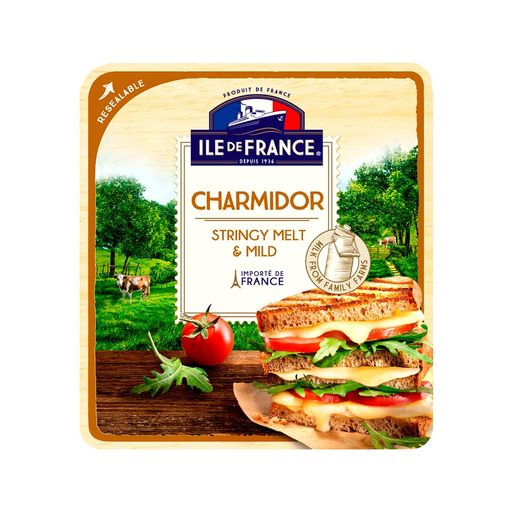 RESEALABLE
PRODUIT DE FRANCE
ILE DE FRANCE®
DEPUIS 1936
CHARMIDOR
STRINGY MELT
& MILD
MILK FROM FAMILY FARMS
IMPORTÉ DE
FRANCE